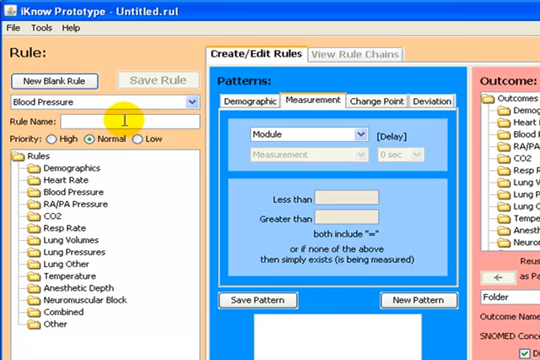 iKnow Prototype - Untitled.rul
File Tools Help
Rule:
New Blank Rule
Save Rule
Blood Pressure
Rule Name:
Priority: High Normal Low
Rules
Demographics
Heart Rate
Blood Pressure
RA/PA Pressure
CO2
Resp Rate
Lung Volumes
Lung Pressures
Lung Other
Temperature
Anesthetic Depth
Neuromuscular Block
Combined
Other
Create/Edit Rules
View Rule Chains
Patterns:
Demographic
Measurement
Change Point
Deviation
Module
[Delay]
Measurement
0 sec
Less than
Greater than
both include "="
or if none of the above
then simply exists (is being measured)
Save Pattern
New Pattern
Outcome:
Outcomes
Demog
Heart
Blood
RA/PA
CO2
Resp R
Lung V
Lung P
Lung O
Tempe
Anesth
Neuron
Reus
as Pa
Folder
Outcome Name
SNOMED Conce
D